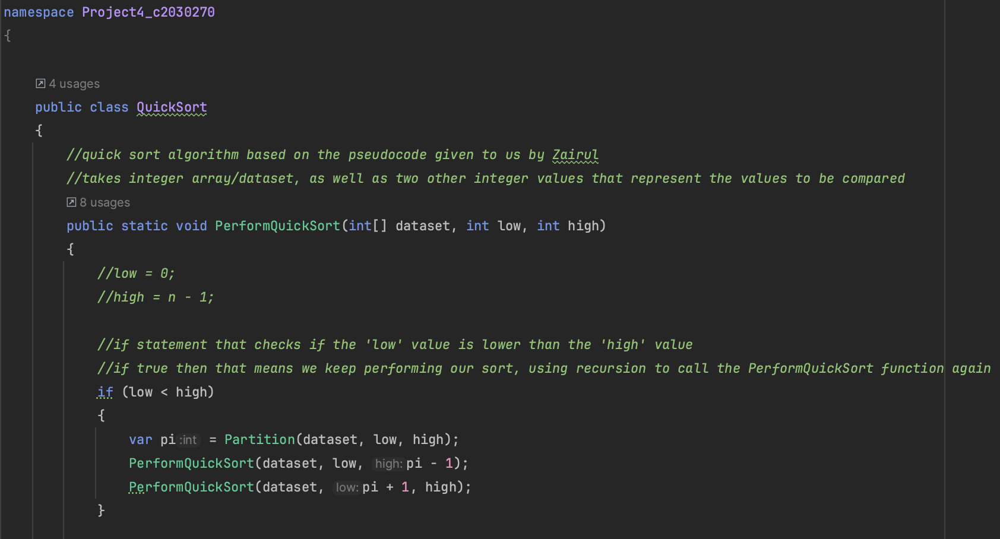 namespace Project4_c2030270
{
4 usages
public class QuickSort
{
//quick sort algorithm based on the pseudocode given to us by Zairul
//takes integer array/dataset, as well as two other integer values that represent the values to be compared
8 usages
public static void PerformQuickSort(int[] dataset, int low, int high)
{
//low = 0;
//high = n - 1;
//if statement that checks if the 'low' value is lower than the 'high' value
//if true then that means we keep performing our sort, using recursion to call the PerformQuickSort function again
if (low < high)
{
var pi :int = Partition(dataset, low, high);
PerformQuickSort(dataset, low, high: pi - 1);
PerformQuickSort(dataset, low: pi + 1, high);
}